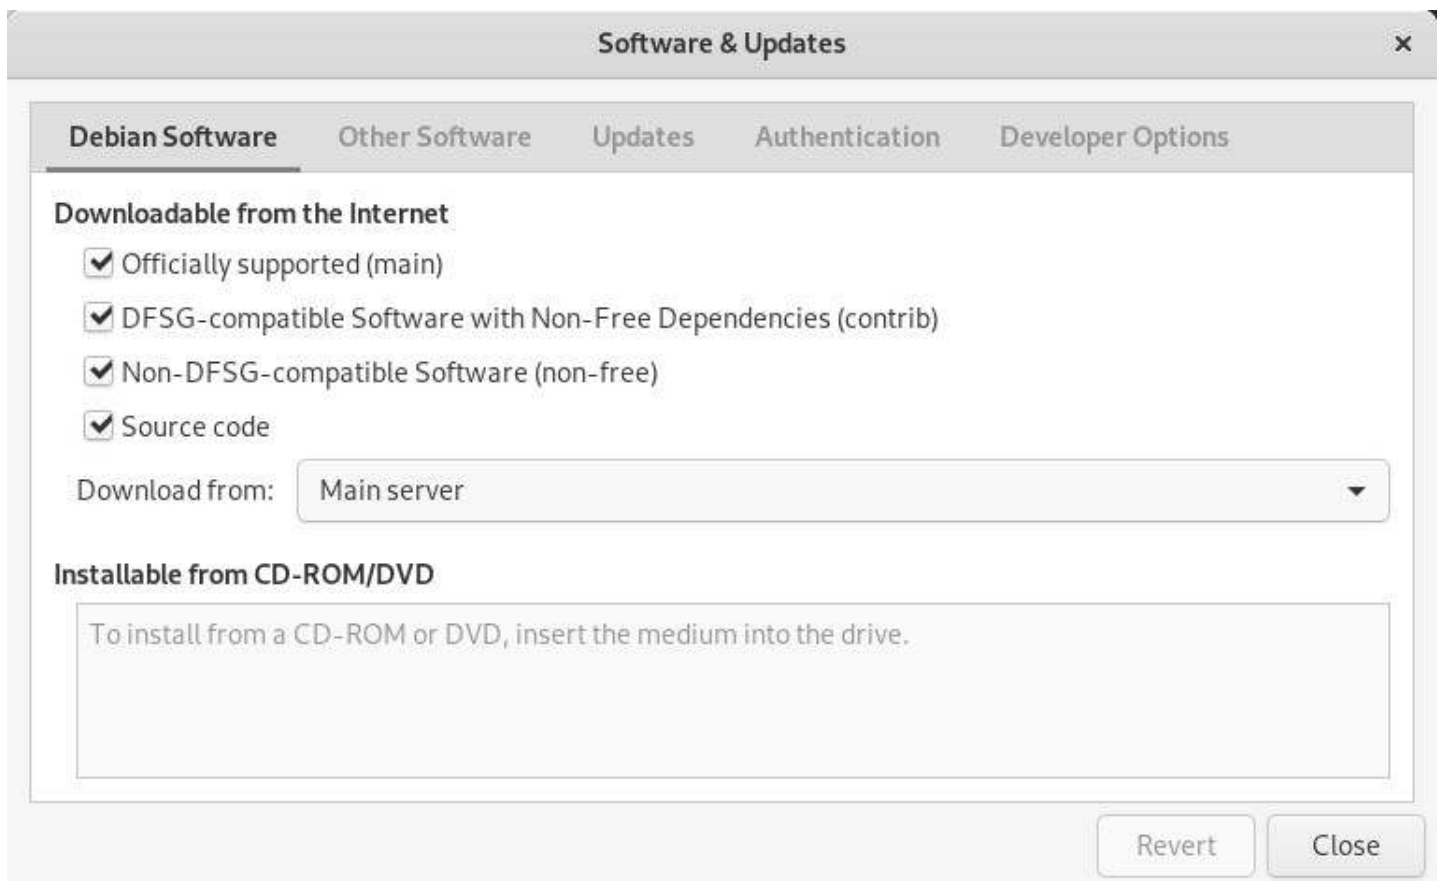 Software & Updates
Debian Software Other Software Updates Authentication Developer Options
Downloadable from the Internet
Officially supported (main)
DFSG-compatible Software with Non-Free Dependencies (contrib)
Non-DFSG-compatible Software (non-free)
Source code
Download from: Main server
Installable from CD-ROM/DVD
To install from a CD-ROM or DVD, insert the medium into the drive.
Revert Close